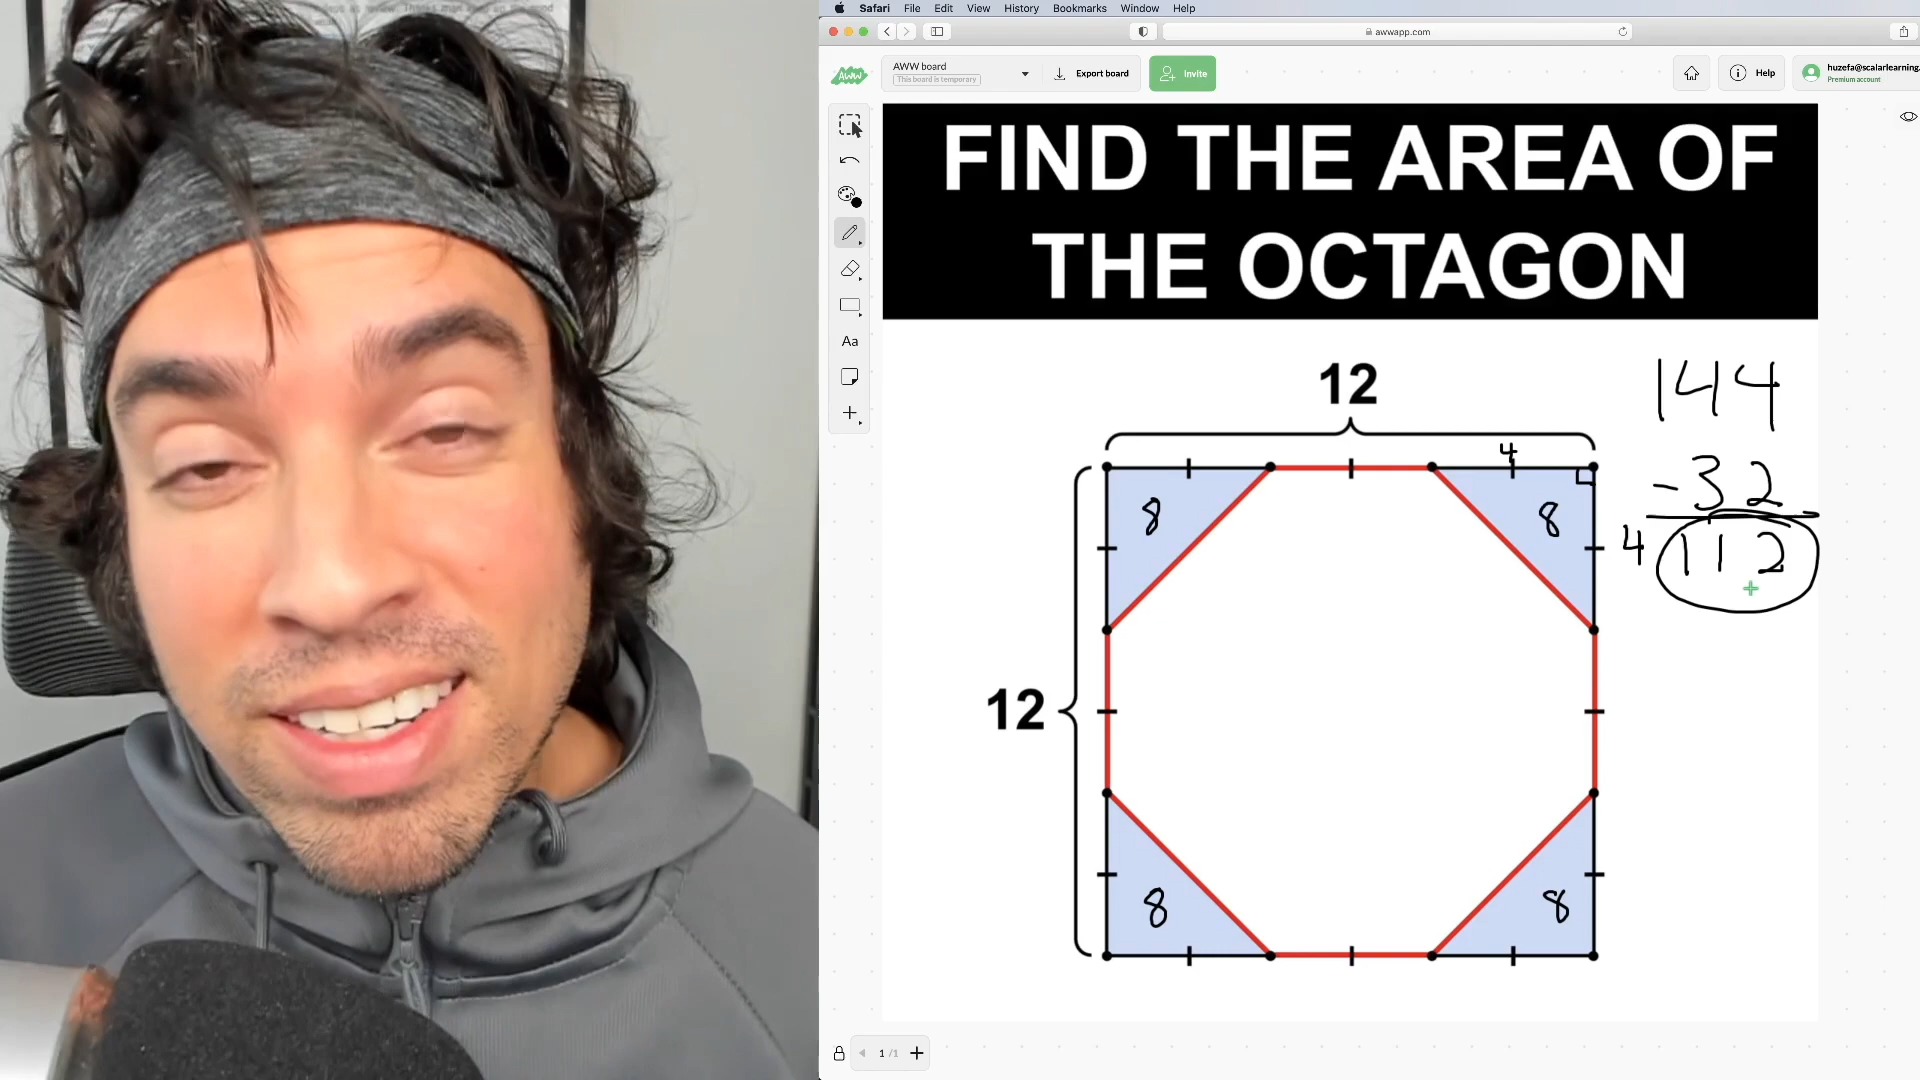 Safari File Edit View History Bookmarks Window Help
awwapp.com
AWW
AWW board
This board is temporary
Export board
Invite
Help
huzefa@scalarlearning.
Premium account
Aa
FIND THE AREA OF
THE OCTAGON
12
144
4
-32
8
8
4
112
12
8
8
1 /1